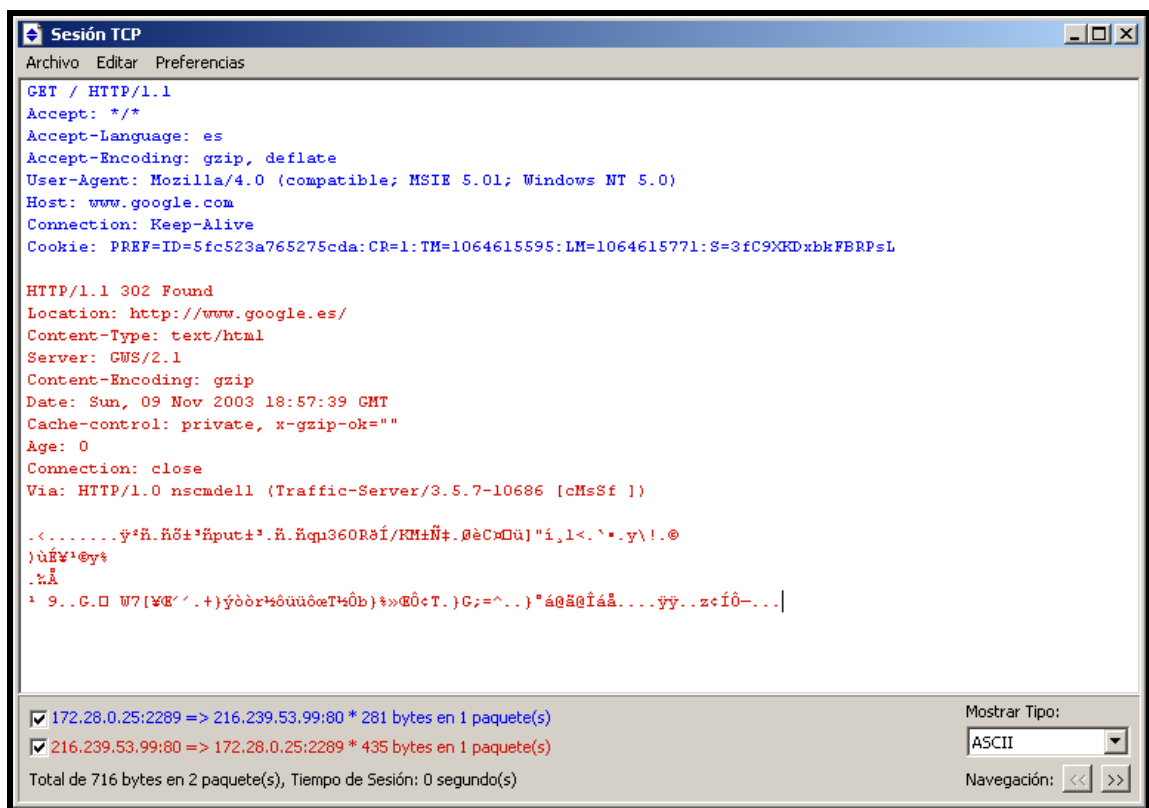 Sesión TCP
Archivo Editar Preferencias
GET / HTTP/1.1
Accept: */*
Accept-Language: es
Accept-Encoding: gzip, deflate
User-Agent: Mozilla/4.0 (compatible; MSIE 5.01; Windows NT 5.0)
Host: www.google.com
Connection: Keep-Alive
Cookie: PREF=ID=5fc523a765275cda:CR=1:TM=1064615595:LM=1064615771:S=3fC9XKDxbkFBRPsL
HTTP/1.1 302 Found
Location: http://www.google.es/
Content-Type: text/html
Server: GWS/2.1
Content-Encoding: gzip
Date: Sun, 09 Nov 2003 18:57:39 GMT
Cache-control: private, x-gzip-ok=""
Age: 0
Connection: close
Via: HTTP/1.0 nscmdell (Traffic-Server/3.5.7-10686 [cMsSf ])
)ùÉ¥¹©y%
.‰Å
172.28.0.25:2289 => 216.239.53.99:80 * 281 bytes en 1 paquete(s)
216.239.53.99:80 => 172.28.0.25:2289 * 435 bytes en 1 paquete(s)
Total de 716 bytes en 2 paquete(s), Tiempo de Sesión: 0 segundo(s)
Mostrar Tipo:
ASCII
Navegación: << >>